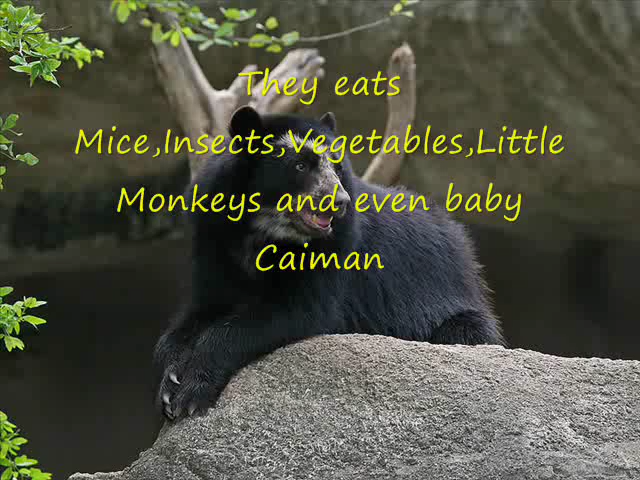 They eats
Mice,Insects,Vegetables,Little
Monkeys and even baby
Caiman